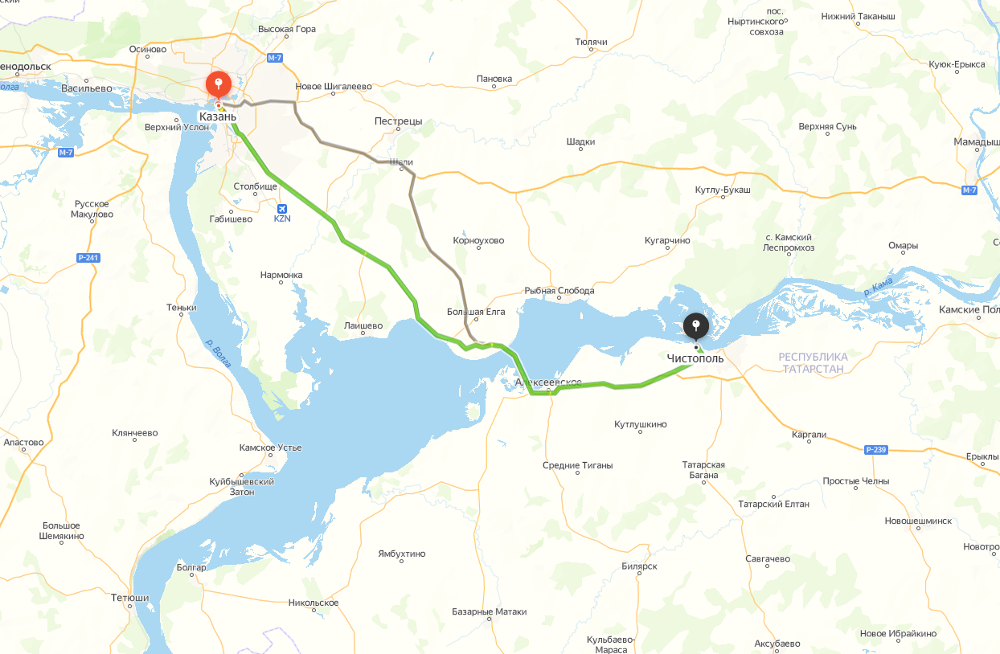 пос.
Ныртинского
совхоза
Нижний Таканыш
Высокая Гора
Тюлячи
Осиново
М-7
Куюк-Ерыкса
нодольск
Васильево
Новое Шигалеево
Пановка
олга
Казань
Верхний Услон
Пестрецы
Верхняя Сунь
Шадки
Мамадыш
М-7
Шали
Столбище
Кутлу-Букаш
М-7
Русское
Макулово
Габишево
KZN
Корноухово
Кугарчино
с. Камский
Леспромхоз
Омары
Р-241
Нармонка
р. Кама
Рыбная Слобода
Теньки
Большая Елга
Камские Пол
Лаишево
р. Волга
Чистополь
РЕСПУБЛИКА
ТАТАРСТАН
Алексеевское
Кутлушкино
Клянчеево
Каргали
Апастово
Камское Устье
Р-239
Ерыклы
Средние Тиганы
Татарская
Багана
Куйбышевский
Затон
Простые Челны
Татарский Елтан
Большое
Шемякино
Новошешминск
Новотро
Ямбухтино
Савгачево
Болгар
Билярск
Тетюши
Никольское
Базарные Матаки
Новое Ибрайкино
Кульбаево-
Мараса
Аксубаево